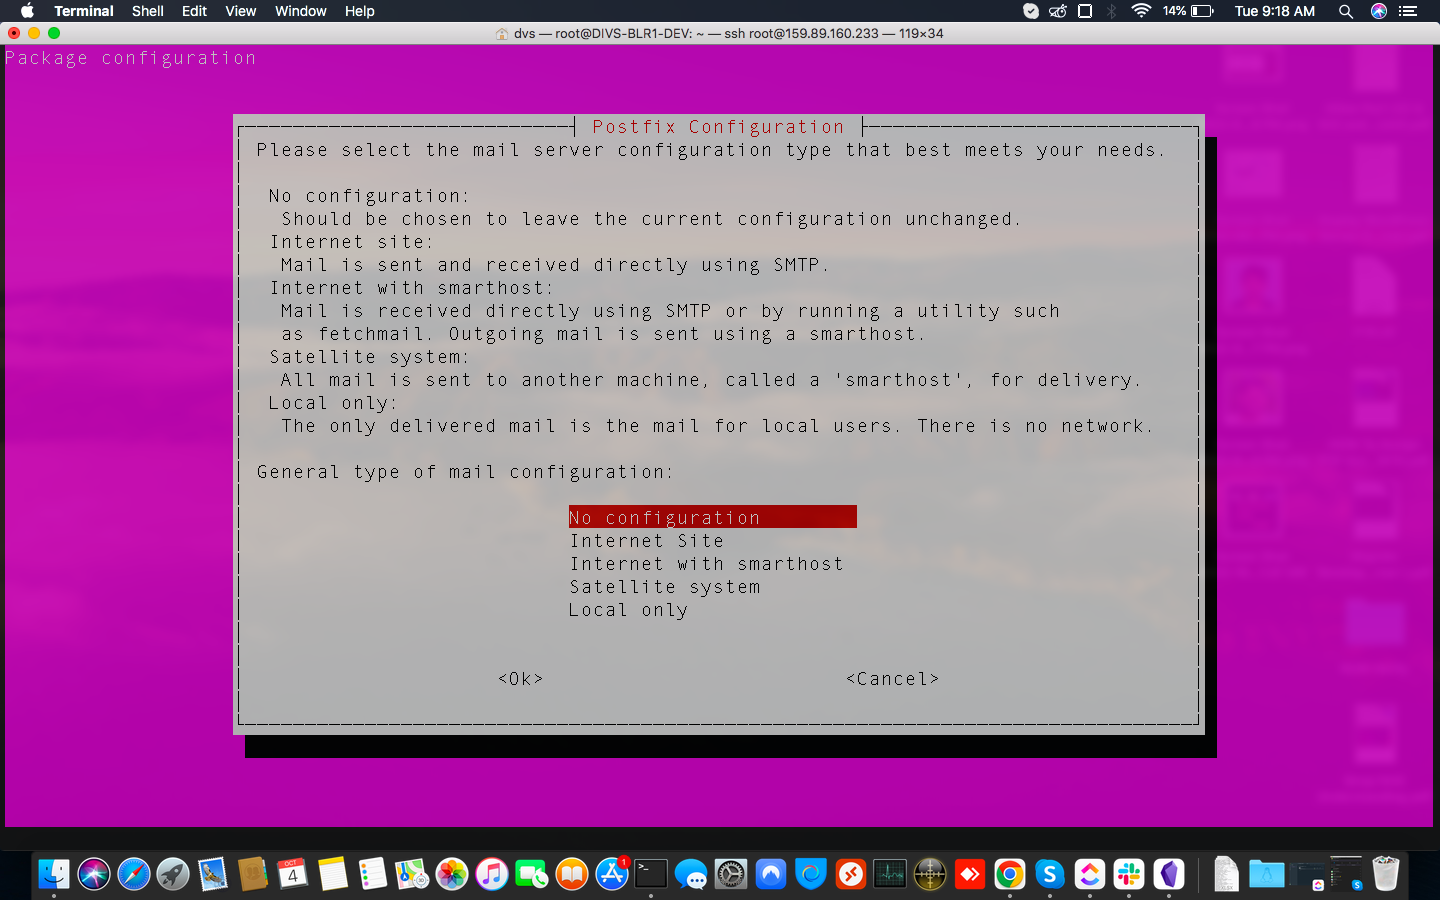 Terminal Shell Edit View Window Help 14% Tue 9:18 AM
dvs — root@DIVS-BLR1-DEV: ~ — ssh root@159.89.160.233 — 119×34
Package configuration
Postfix Configuration
Please select the mail server configuration type that best meets your needs.
No configuration:
Should be chosen to leave the current configuration unchanged.
Internet site:
Mail is sent and received directly using SMTP.
Internet with smarthost:
Mail is received directly using SMTP or by running a utility such
as fetchmail. Outgoing mail is sent using a smarthost.
Satellite system:
All mail is sent to another machine, called a 'smarthost', for delivery.
Local only:
The only delivered mail is the mail for local users. There is no network.
General type of mail configuration:
No configuration
Internet Site
Internet with smarthost
Satellite system
Local only
<Ok> <Cancel>
OCT
4
1